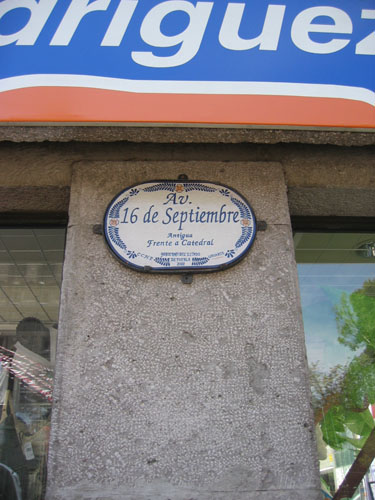 driguez
Av.
16 de Septiembre
Antigua
Frente a Catedral